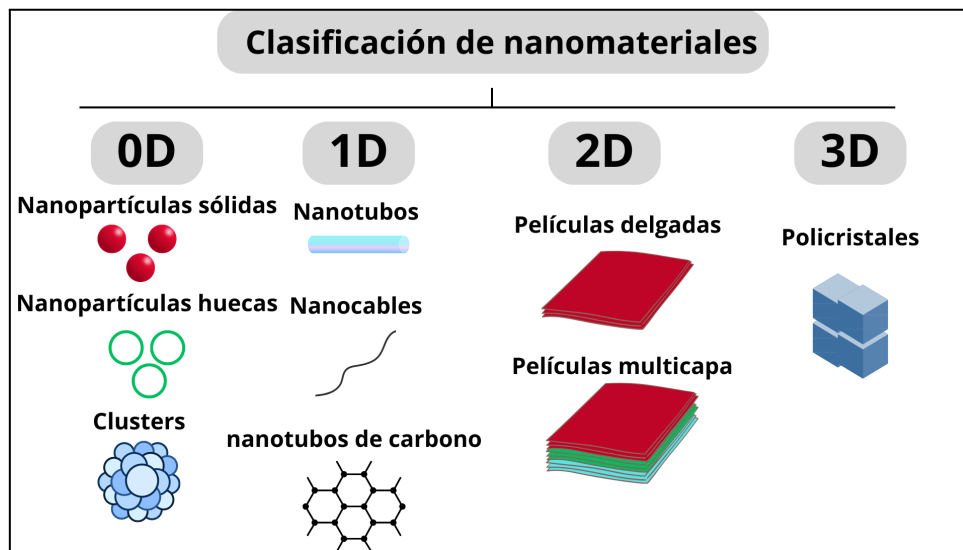 Clasificación de nanomateriales
0D
Nanopartículas sólidas
Nanopartículas huecas
Clusters
1D
Nanotubos
Nanocables
nanotubos de carbono
2D
Películas delgadas
Películas multicapa
3D
Policristales